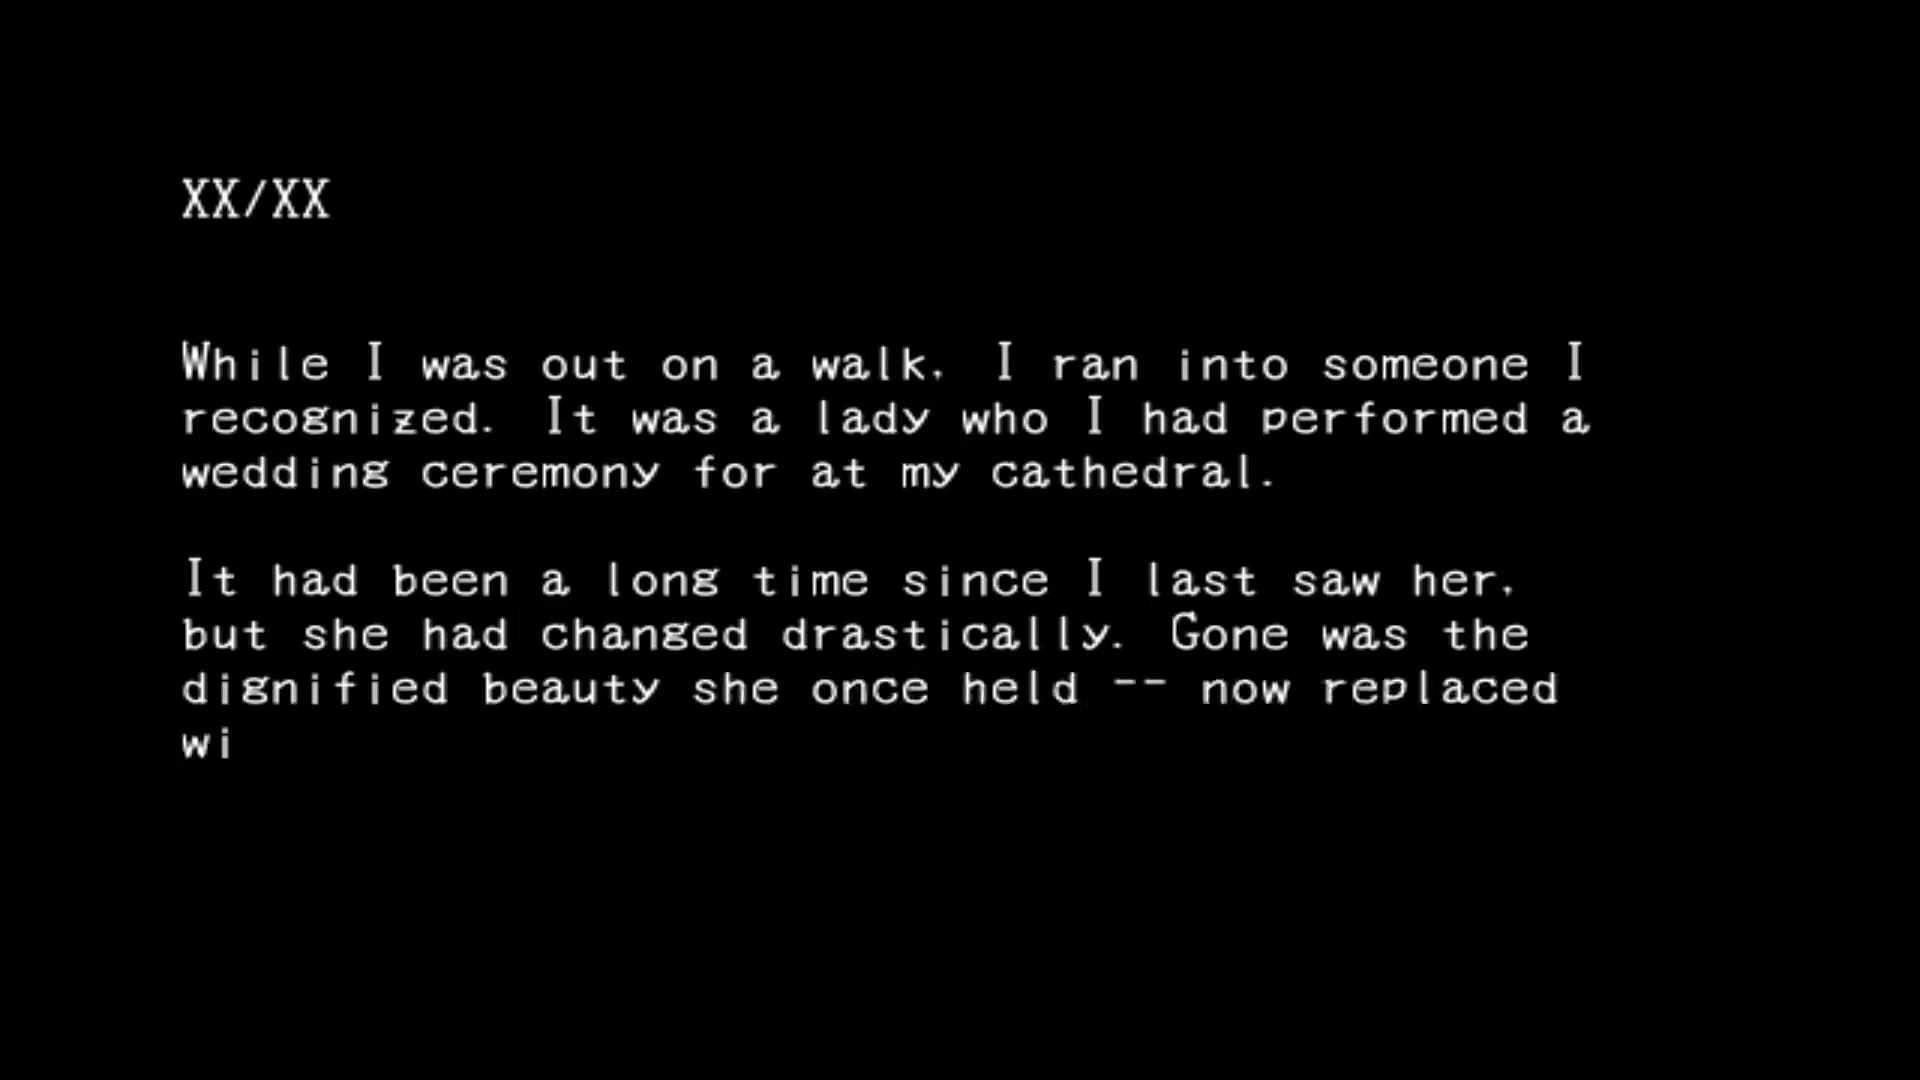 XX/XX
While I was out on a walk, I ran into someone I
recognized. It was a lady who I had performed a
wedding ceremony for at my cathedral.
It had been a long time since I last saw her,
but she had changed drastically. Gone was the
dignified beauty she once held -- now replaced
wi